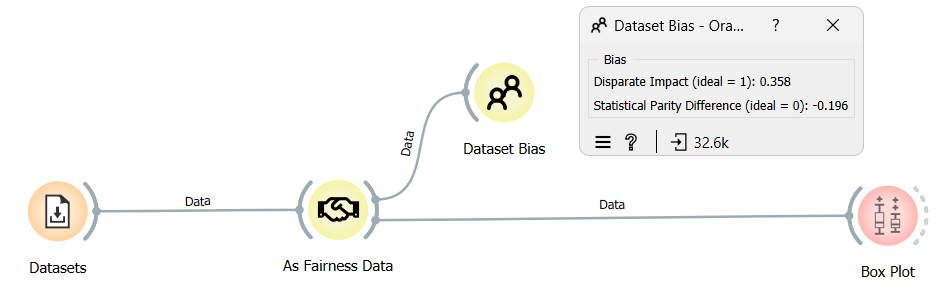 Dataset Bias - Ora... ?
Bias
Disparate Impact (ideal = 1): 0.358
Statistical Parity Difference (ideal = 0): -0.196
? 32.6k
Data
Dataset Bias
Data
Data
Datasets
As Fairness Data
Box Plot